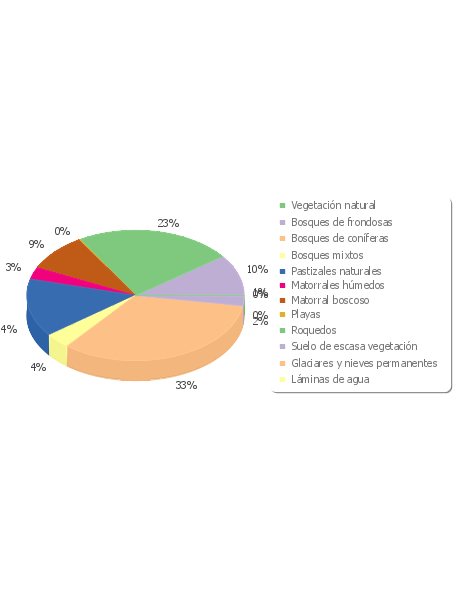 23%
0%
9%
3%
4%
4%
33%
10%
0%
2%
Vegetación natural
Bosques de frondosas
Bosques de coníferas
Bosques mixtos
Pastizales naturales
Matorrales húmedos
Matorral boscoso
Playas
Roquedos
Suelo de escasa vegetación
Glaciares y nieves permanentes
Láminas de agua